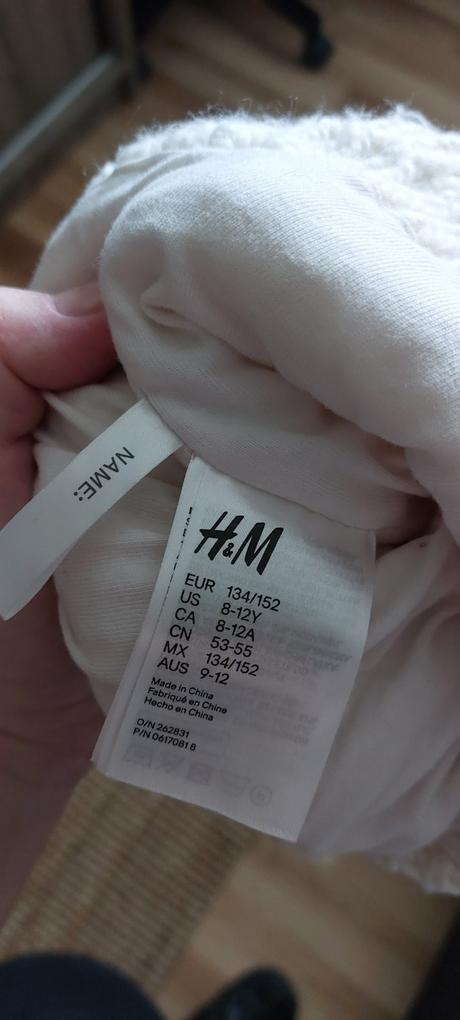 NAME:
H&M
EUR 134/152
US 8-12Y
CA 8-12A
CN 53-55
MX 134/152
AUS 9-12
Made in China
Fabriqué en Chine
Hecho en China
O/N 262831
P/N 0617081 8